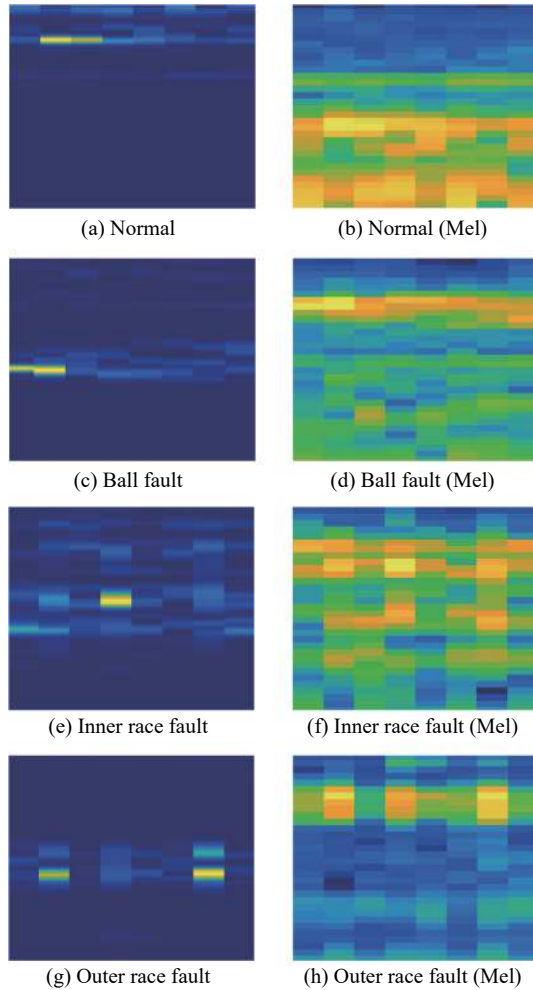 (a) Normal
(b) Normal (Mel)
(c) Ball fault
(d) Ball fault (Mel)
(e) Inner race fault
(f) Inner race fault (Mel)
(g) Outer race fault
(h) Outer race fault (Mel)